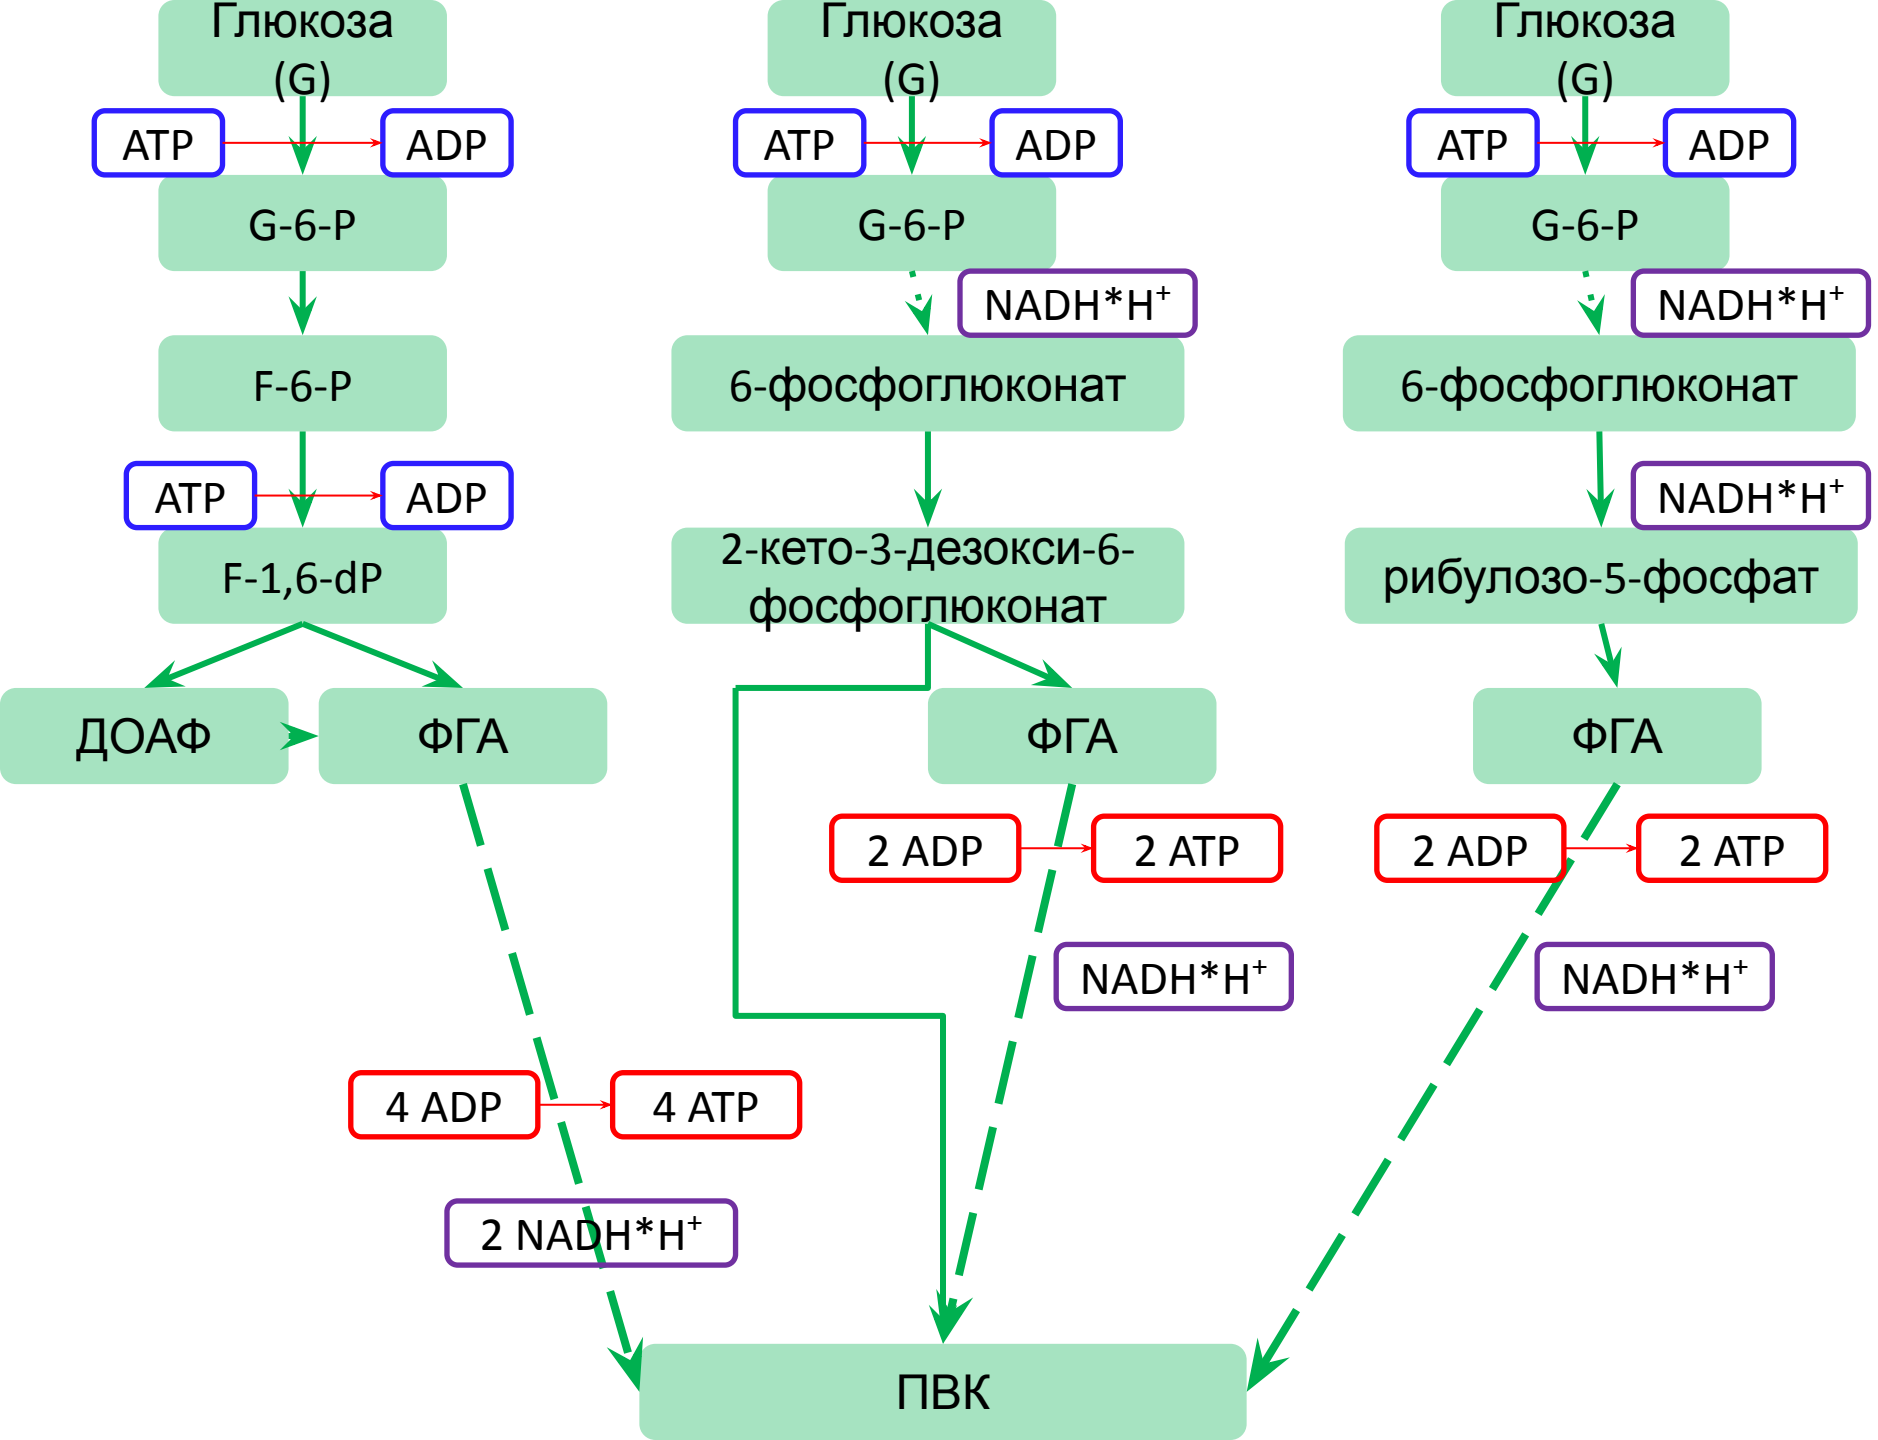 Глюкоза
(G)
ATP
ADP
G-6-P
F-6-P
ATP
ADP
F-1,6-dP
ДОАФ
ФГА
4 ADP
4 ATP
2 NADH*H⁺
Глюкоза
(G)
ATP
ADP
G-6-P
NADH*H⁺
6-фосфоглюконат
2-кето-3-дезокси-6-
фосфоглюконат
ФГА
2 ADP
2 ATP
NADH*H⁺
Глюкоза
(G)
ATP
ADP
G-6-P
NADH*H⁺
6-фосфоглюконат
NADH*H⁺
рибулозо-5-фосфат
ФГА
2 ADP
2 ATP
NADH*H⁺
ПВК